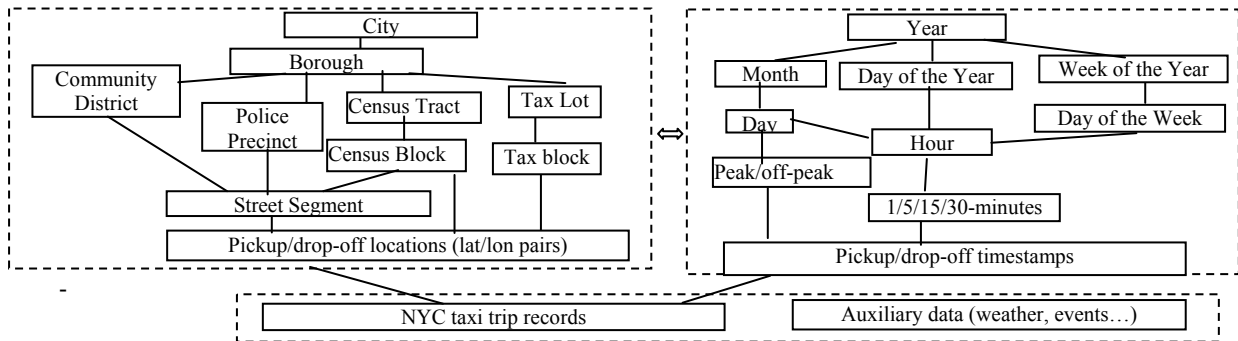 City
Borough
Community
District
Police
Precinct
Census Tract
Tax Lot
Census Block
Tax block
Street Segment
Pickup/drop-off locations (lat/lon pairs)
⇔
Year
Month
Day of the Year
Week of the Year
Day
Hour
Day of the Week
Peak/off-peak
1/5/15/30-minutes
Pickup/drop-off timestamps
-
NYC taxi trip records
Auxiliary data (weather, events…)